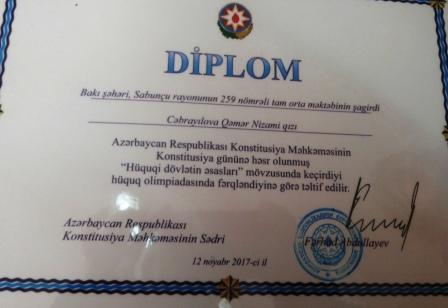 DİPLOM
Bakı şəhəri, Sabunçu rayonunun 259 nömrəli tam orta məktəbinin şagirdi
Cəbrayılova Qəmər Nizami qızı
Azərbaycan Respublikası Konstitusiya Məhkəməsinin
Konstitusiya gününə həsr olunmuş
“Hüquqi dövlətin əsasları” mövzusunda keçirdiyi
hüquq olimpiadasında fərqləndiyinə görə təltif edilir.
Azərbaycan Respublikası
Konstitusiya Məhkəməsinin Sədri
Fərhad Abdullayev
12 noyabr 2017-ci il